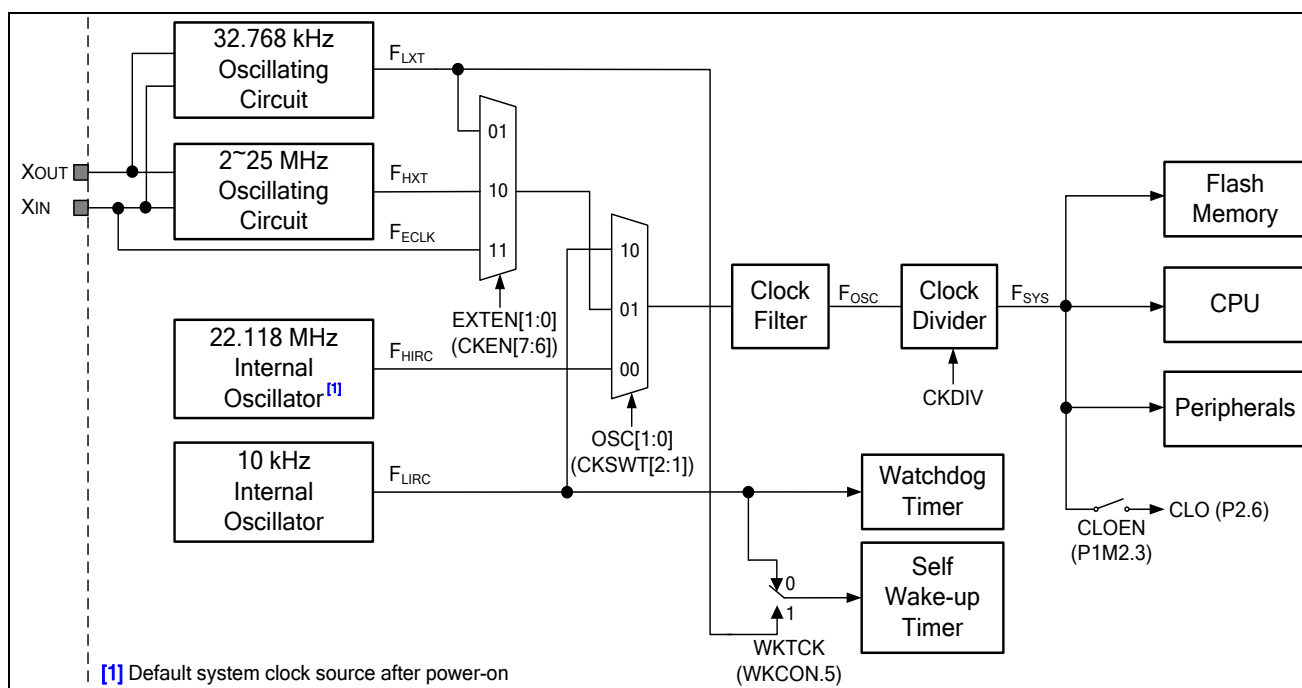 32.768 kHz
Oscillating
Circuit
FLXT
01
XOUT
2~25 MHz
Oscillating
Circuit
FHXT
10
XIN
FECLK
11
EXTEN[1:0]
(CKEN[7:6])
22.118 MHz
Internal
Oscillator[1]
FHIRC
10
01
00
OSC[1:0]
(CKSWT[2:1])
10 kHz
Internal
Oscillator
FLIRC
Clock
Filter
FOSC
Clock
Divider
FSYS
CKDIV
Flash
Memory
CPU
Peripherals
CLOEN
(P1M2.3)
CLO (P2.6)
Watchdog
Timer
0
1
WKTCK
(WKCON.5)
Self
Wake-up
Timer
[1] Default system clock source after power-on